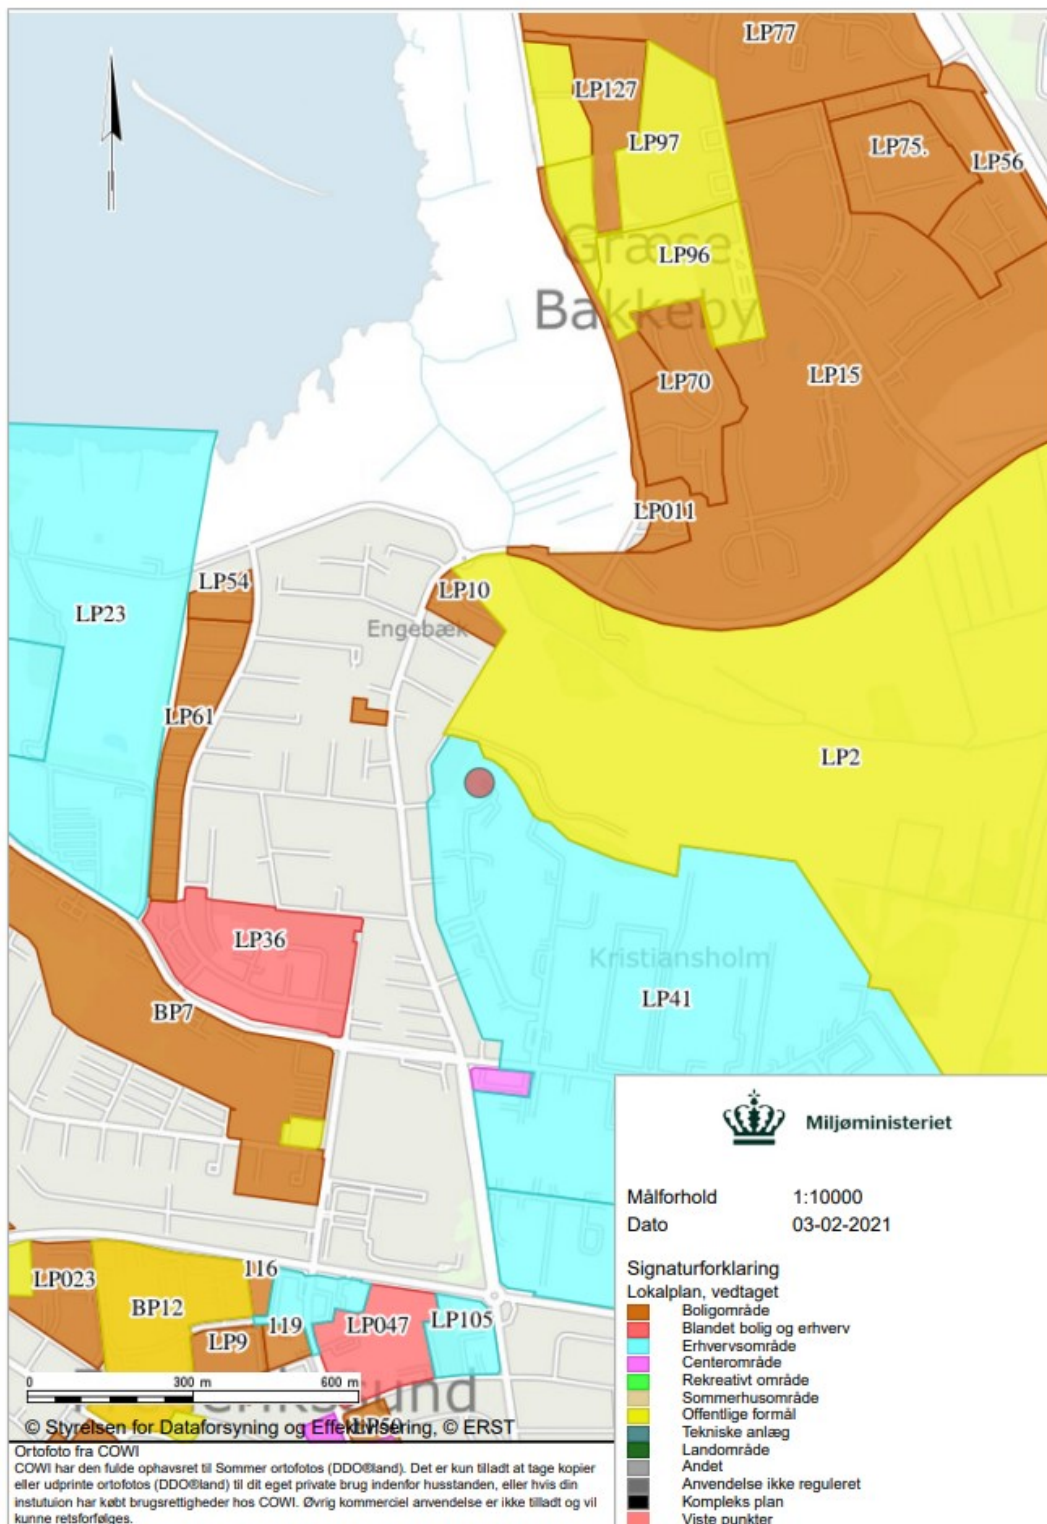 LP77
LP127
LP97
LP75.
LP56
Græse
Bakkeby
LP96
LP70
LP15
LP011
LP54
LP10
LP23
Engebæk
LP61
LP2
LP36
Kristiansholm
LP41
BP7
Miljøministeriet
Målforhold 1:10000
Dato 03-02-2021
Signaturforklaring
Lokalplan, vedtaget
Boligområde
Blandet bolig og erhverv
Erhvervsområde
Centerområde
Rekreativt område
Sommerhusområde
Offentlige formål
Tekniske anlæg
Landområde
Andet
Anvendelse ikke reguleret
Kompleks plan
Viste punkter
116
LP023
BP12
119
LP047
LP105
LP9
0 300 m 600 m
LP50
© Styrelsen for Dataforsyning og Effektivisering, © ERST
Ortofoto fra COWI
COWI har den fulde ophavsret til Sommer ortofotos (DDO®land). Det er kun tilladt at tage kopier
eller udprinte ortofotos (DDO®land) til dit eget private brug indenfor husstanden, eller hvis din
instutuion har købt brugsrettigheder hos COWI. Øvrig kommerciel anvendelse er ikke tilladt og vil
kunne retsforfølges.